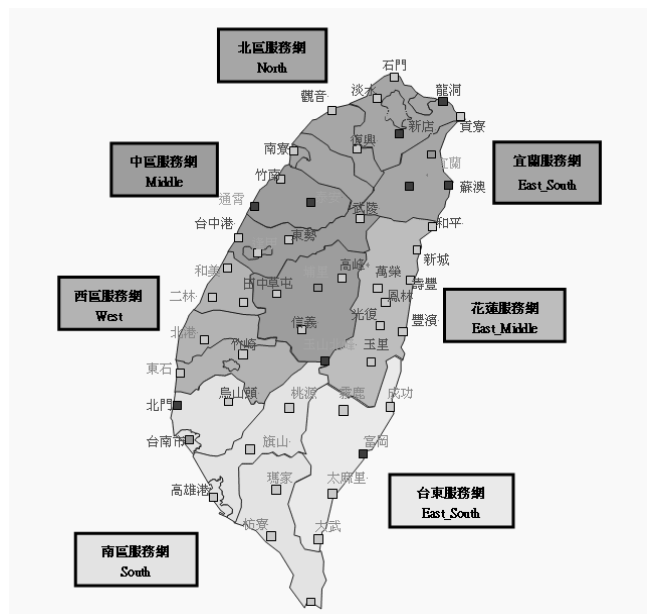 北區服務網
North
石門
淡水
龍洞
觀音
貢寮
新店
復興
南寮
宜蘭
中區服務網
Middle
竹南
宜蘭服務網
East_South
通霄
蘇澳
武陵
台中港
東勢
和平
新城
和美
高峰
萬榮
壽豐
西區服務網
West
二林
田中
草屯
鳳林
花蓮服務網
East_Middle
光復
豐濱
信義
北港
竹崎
玉里
東石
烏山頭
桃源
霧鹿
成功
北門
台南市
旗山
富岡
瑪家
太麻里
高雄港
台東服務網
East_South
枋寮
大武
南區服務網
South